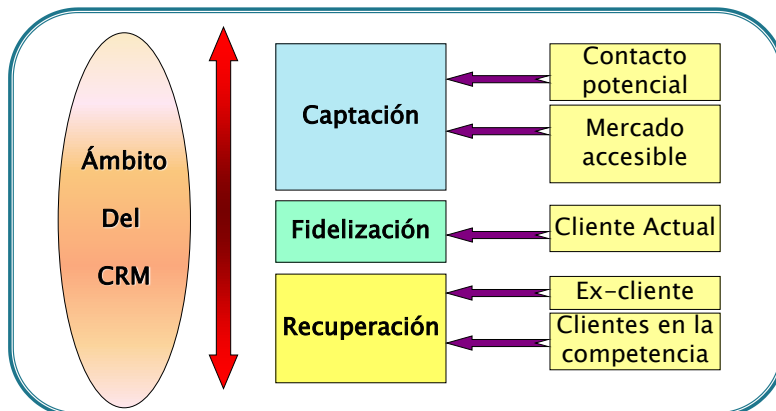 Ámbito
Del
CRM
Captación
Contacto
potencial
Mercado
accesible
Fidelización
Cliente Actual
Recuperación
Ex-cliente
Clientes en la
competencia